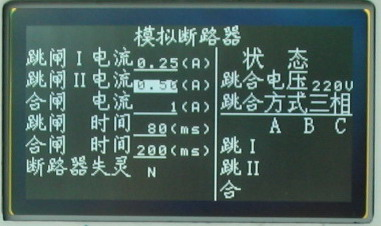 模拟断路器
跳闸 I 电流 0.25(A)
跳闸 II 电流 0.50(A)
合闸 电流 1(A)
跳闸 时间 80(ms)
合闸 时间 200(ms)
断路器失灵 N
状 态
跳合电压 220V
跳合方式三相
A B C
跳 I
跳 II
合